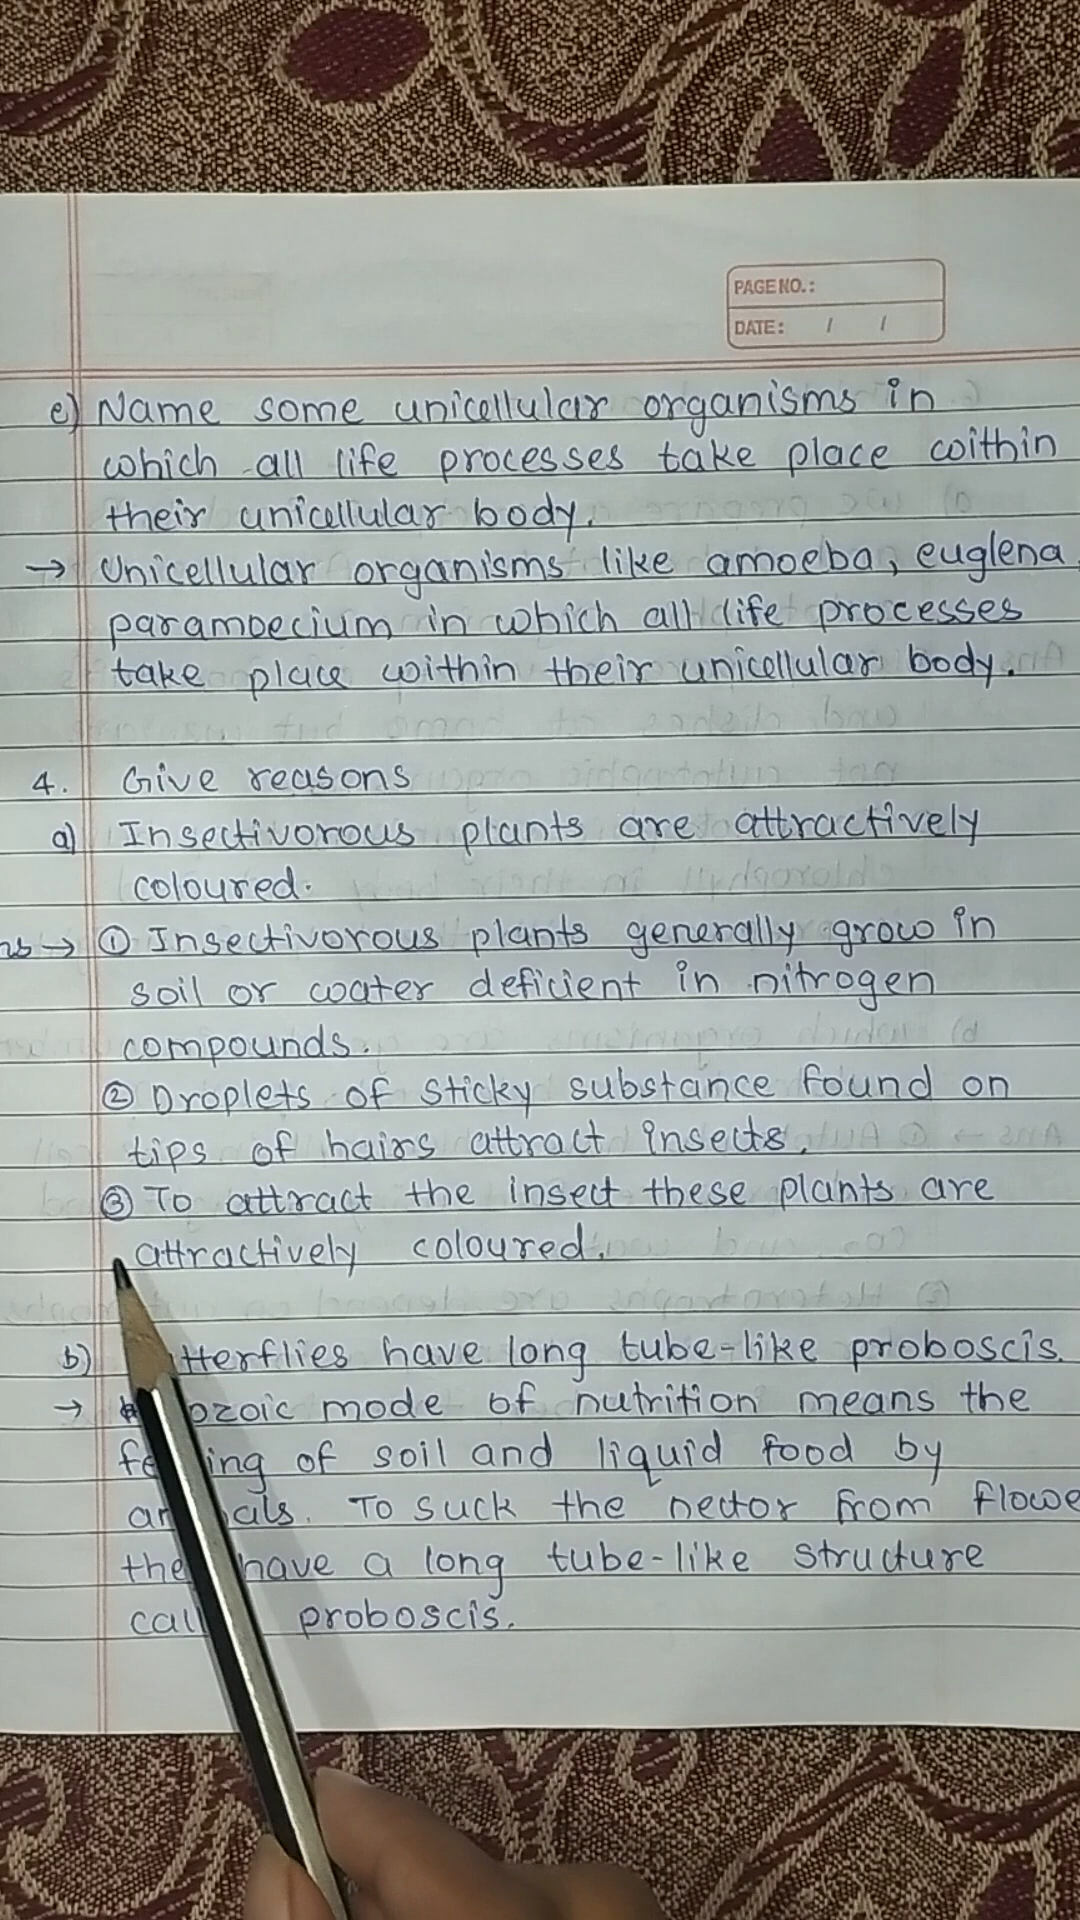 PAGE NO.:
DATE: / /
e) Name some unicellular organisms in
which all life processes take place within
their unicellular body.
→ Unicellular organisms like amoeba, euglena
paramoecium in which all life processes
take place within their unicellular body.
4. Give reasons
a) Insectivorous plants are attractively
coloured.
→ ① Insectivorous plants generally grow in
soil or water deficient in nitrogen
compounds.
② Droplets of sticky substance found on
tips of hairs attract insects.
③ To attract the insect these plants are
attractively coloured.
b) tterflies have long tube-like proboscis.
→ ozoic mode of nutrition means the
of soil and liquid food by
als. To suck the nector from flowe
have a long tube-like structure
proboscis.